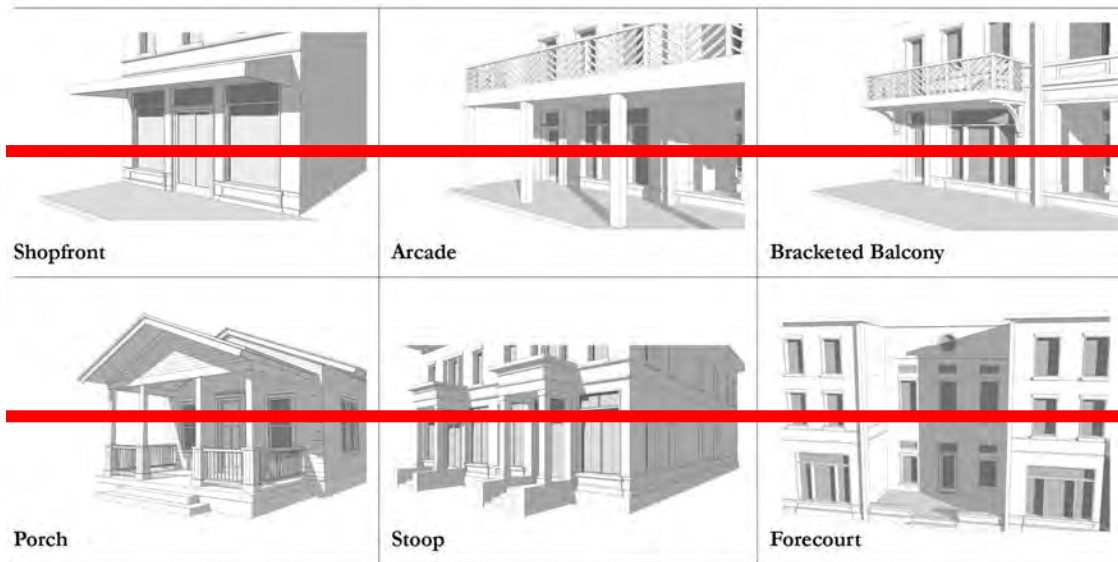 Shopfront
Arcade
Bracketed Balcony
Porch
Stoop
Forecourt